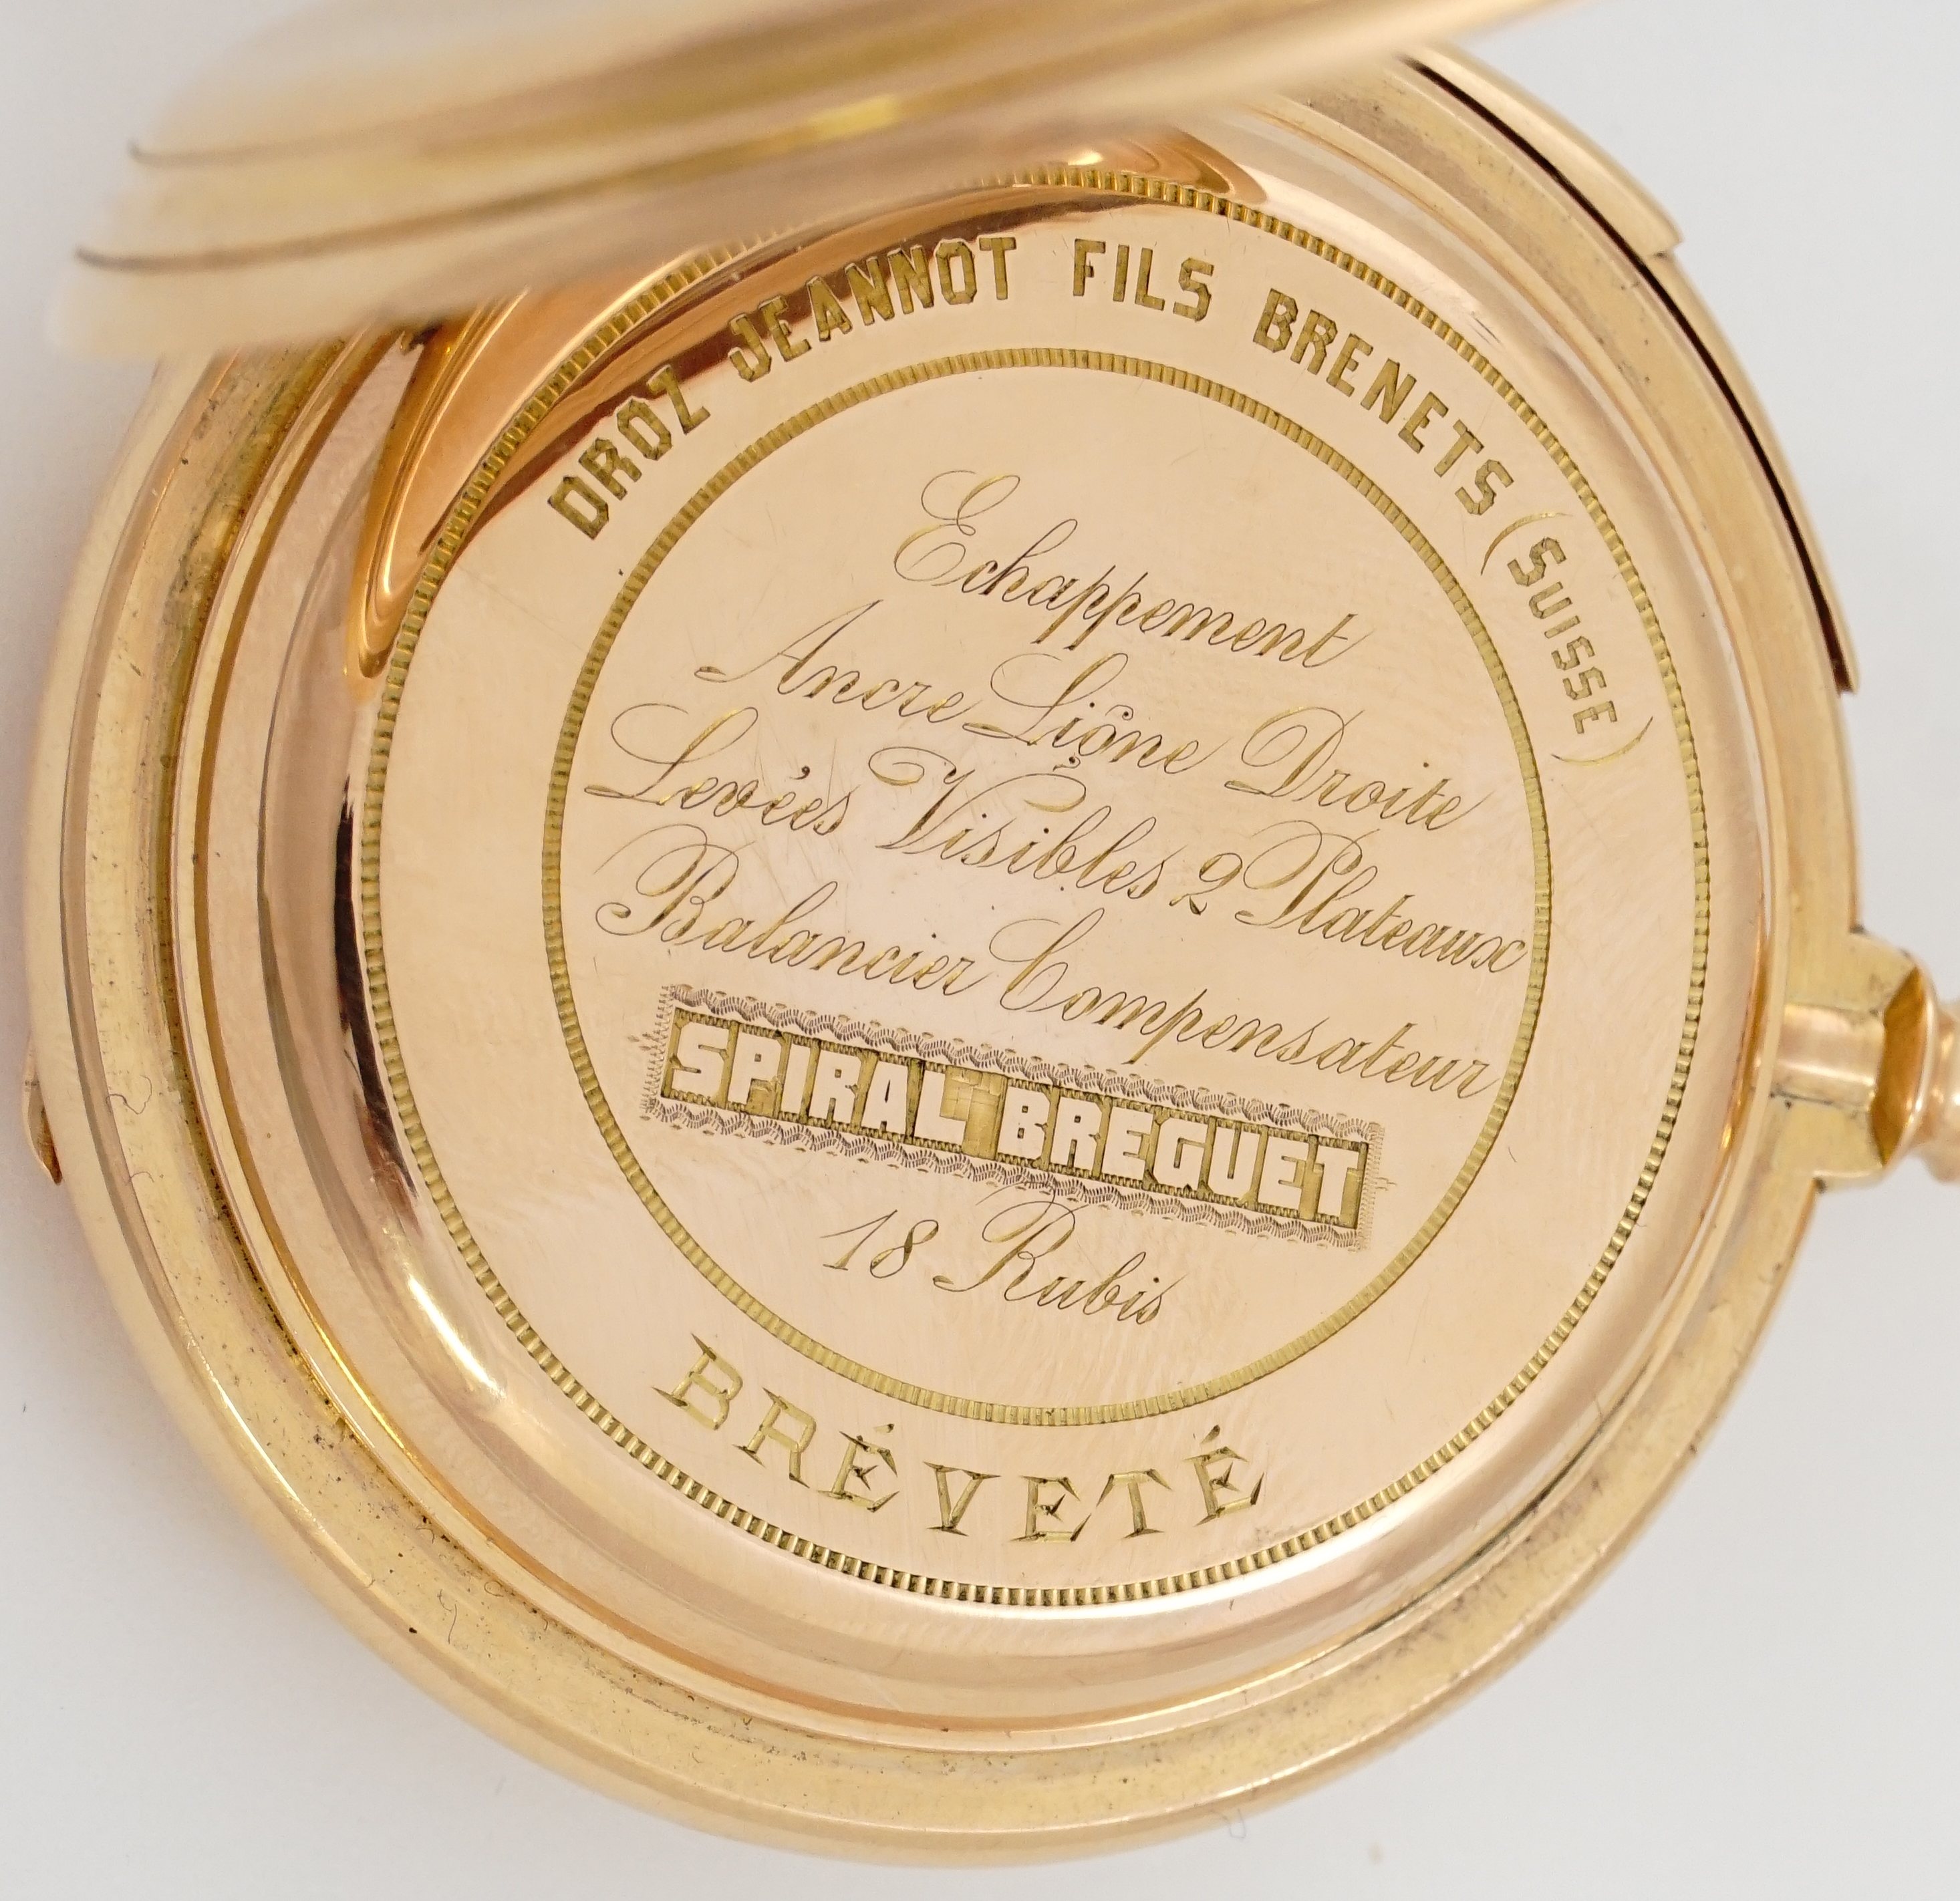 DROZ JEANNOT FILS BRENETS (SUISSE)
Echappement
Ancre Ligne Droite
Levées Visibles 2 Plateaux
Balancier Compensateur
SPIRAL BREGUET
18 Rubis
BRÉVETÉ